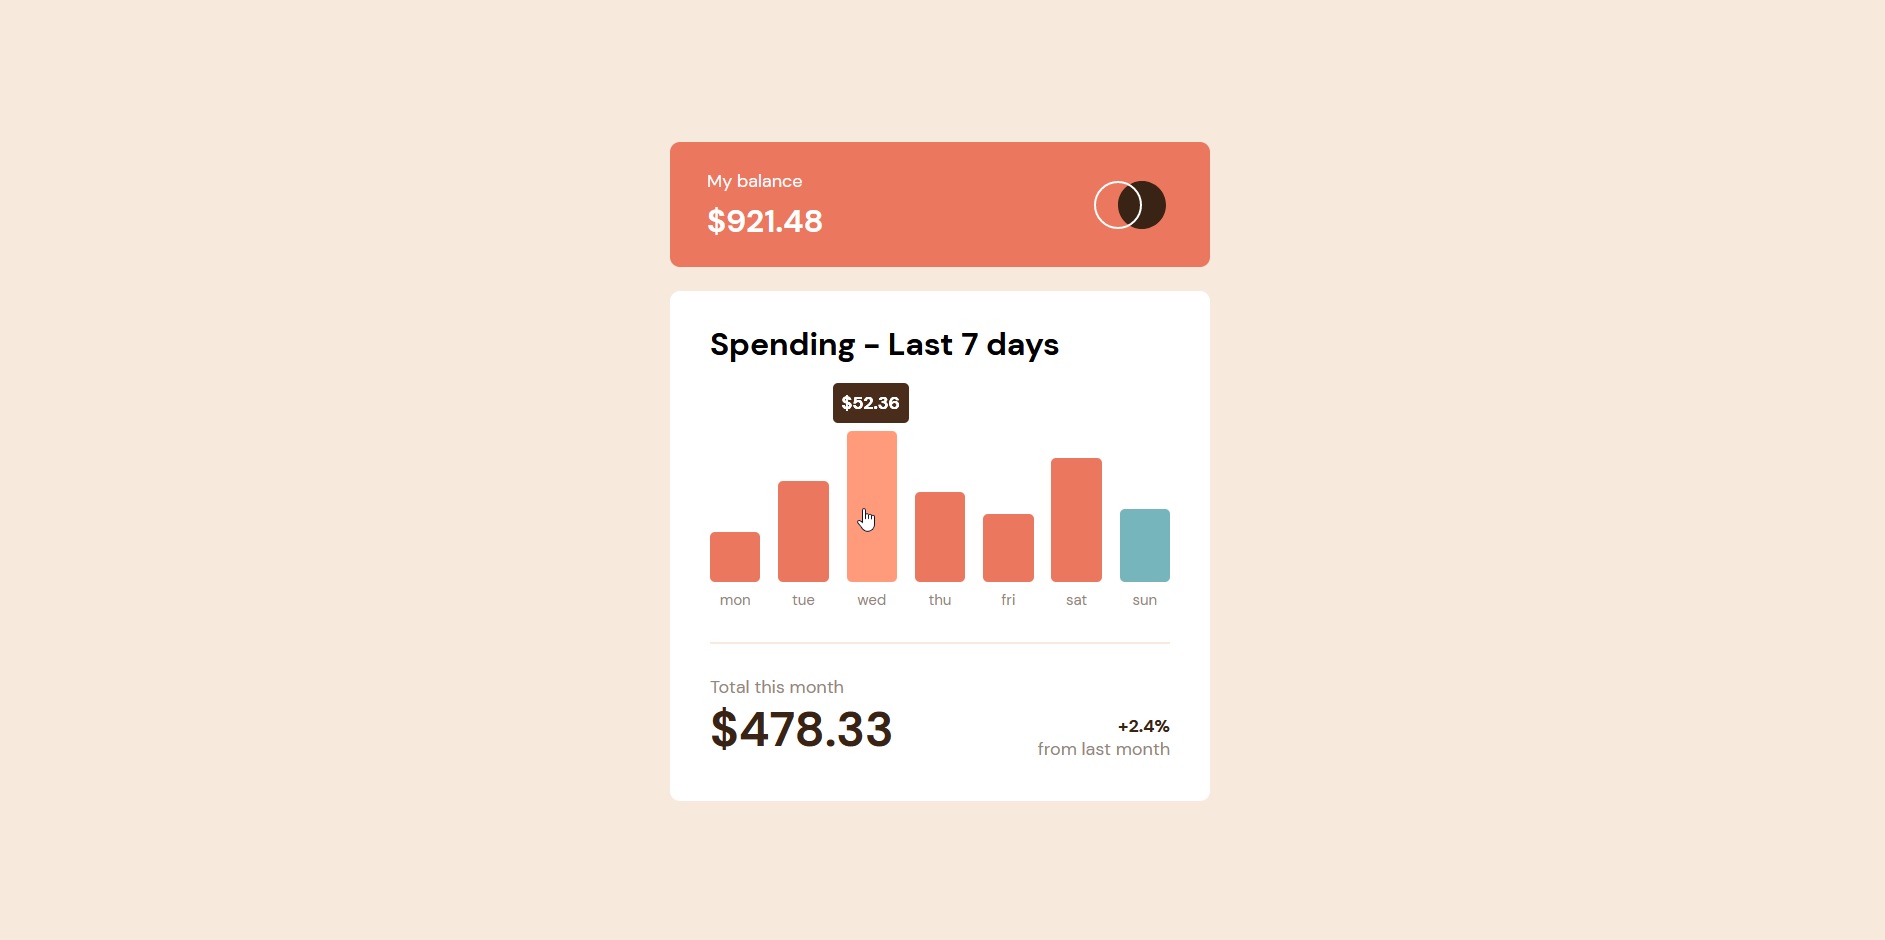 My balance
$921.48
Spending – Last 7 days
$52.36
mon tue wed thu fri sat sun
Total this month
$478.33
+2.4%
from last month